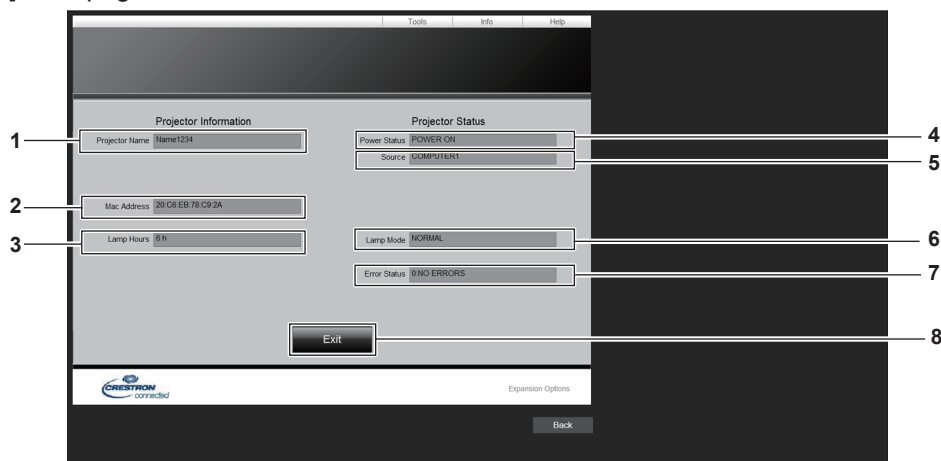 Tools Info Help
Projector Information Projector Status
1 Projector Name Name1234 Power Status POWER ON 4
Source COMPUTER1 5
2 Mac Address 20:C8:EB:78:C9:2A
3 Lamp Hours 6 h Lamp Mode NORMAL 6
Error Status 0:NO ERRORS 7
Exit 8
CRESTRON connected Expansion Options
Back